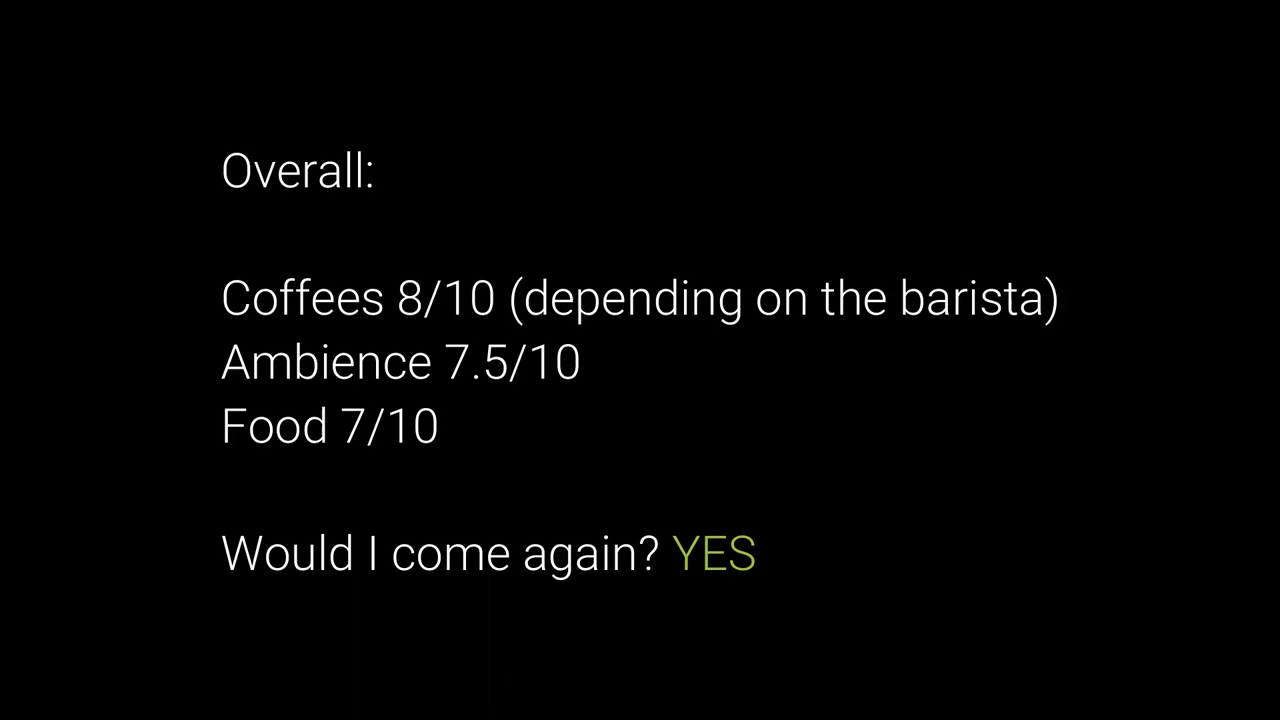 Overall:
Coffees 8/10 (depending on the barista)
Ambience 7.5/10
Food 7/10
Would I come again? YES